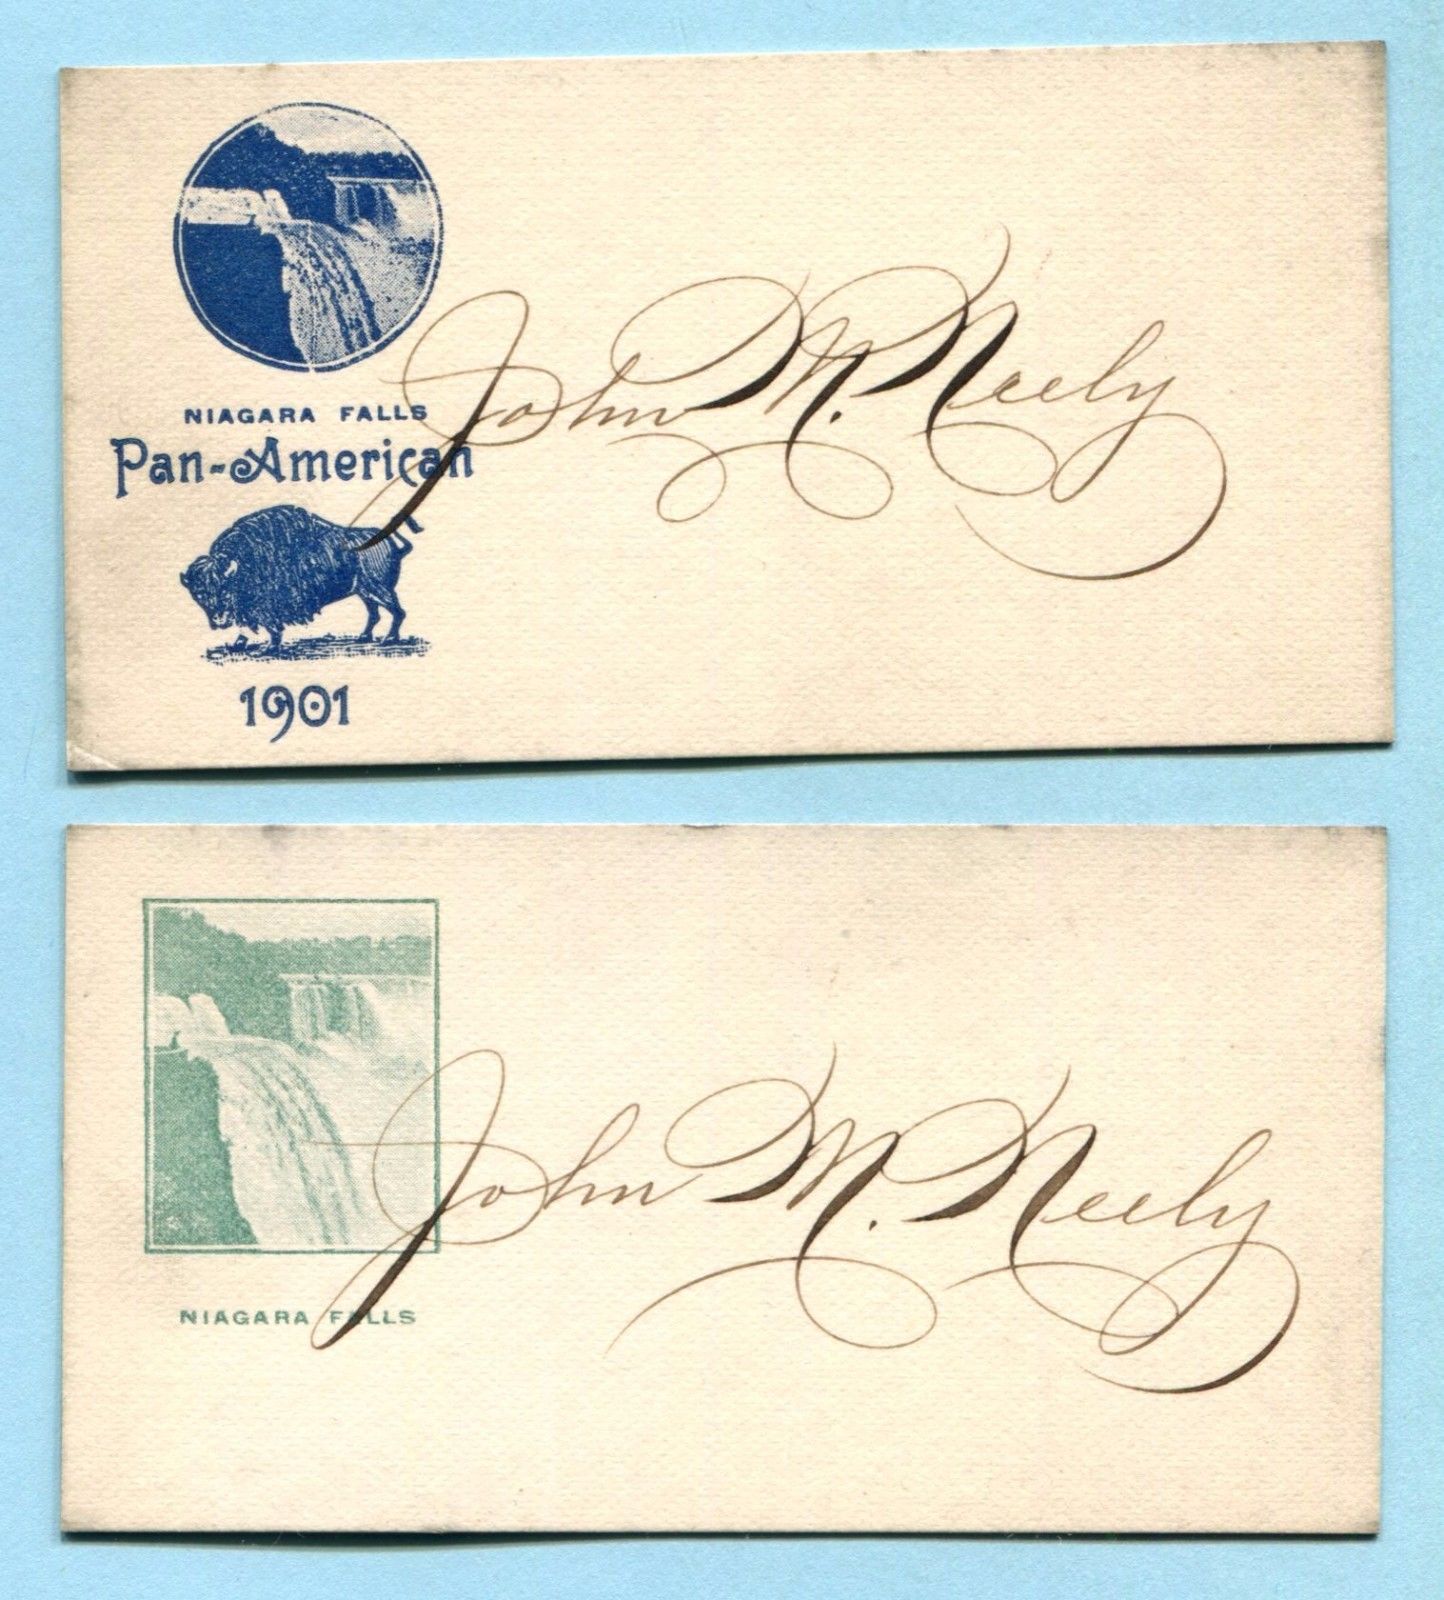 NIAGARA FALLS
Pan-American
1901
John M. Neely
NIAGARA FALLS
John M. Neely